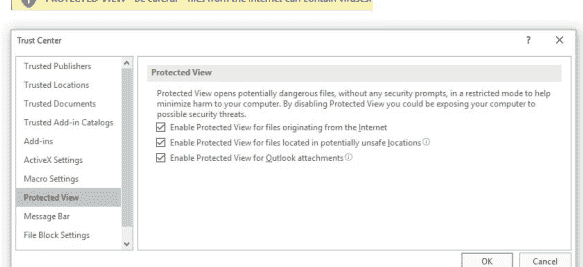 PROTECTED VIEW Be careful - files from the Internet can contain viruses.
Trust Center
? ×
Trusted Publishers
Trusted Locations
Trusted Documents
Trusted Add-in Catalogs
Add-ins
ActiveX Settings
Macro Settings
Protected View
Message Bar
File Block Settings
Protected View
Protected View opens potentially dangerous files, without any security prompts, in a restricted mode to help
minimize harm to your computer. By disabling Protected View you could be exposing your computer to
possible security threats.
Enable Protected View for files originating from the Internet
Enable Protected View for files located in potentially unsafe locations
Enable Protected View for Outlook attachments
OK
Cancel